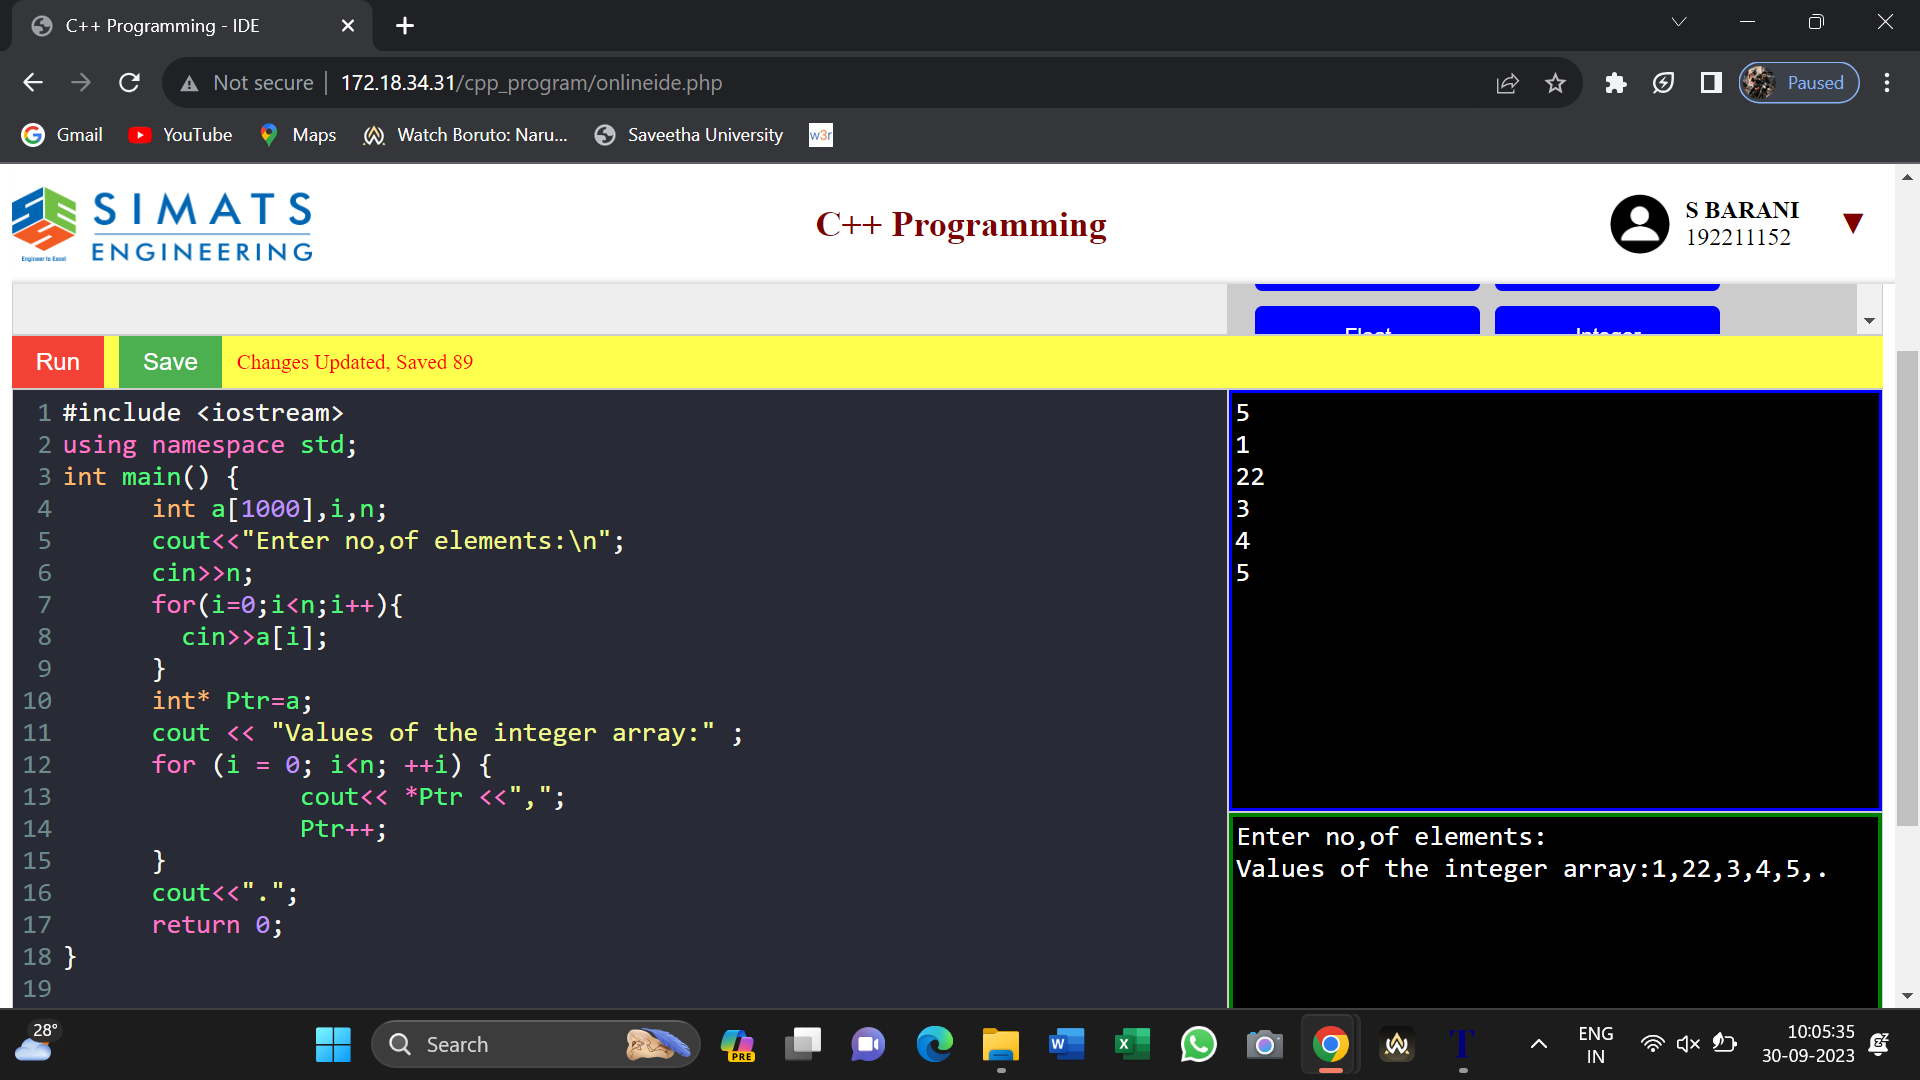 C++ Programming - IDE
Not secure 172.18.34.31/cpp_program/onlineide.php Paused
Gmail YouTube Maps Watch Boruto: Naru... Saveetha University w3r
SIMATS
ENGINEERING
Engineer to Excel
C++ Programming
S BARANI
192211152
Float Integer
Run Save Changes Updated, Saved 89
1 #include <iostream>
2 using namespace std;
3 int main() {
4 int a[1000],i,n;
5 cout<<"Enter no,of elements:\n";
6 cin>>n;
7 for(i=0;i<n;i++){
8 cin>>a[i];
9 }
10 int* Ptr=a;
11 cout << "Values of the integer array:" ;
12 for (i = 0; i<n; ++i) {
13 cout<< *Ptr <<",";
14 Ptr++;
15 }
16 cout<<".";
17 return 0;
18 }
19
5
1
22
3
4
5
Enter no,of elements:
Values of the integer array:1,22,3,4,5,.
28°
Search
PRE
ENG
IN
10:05:35
30-09-2023